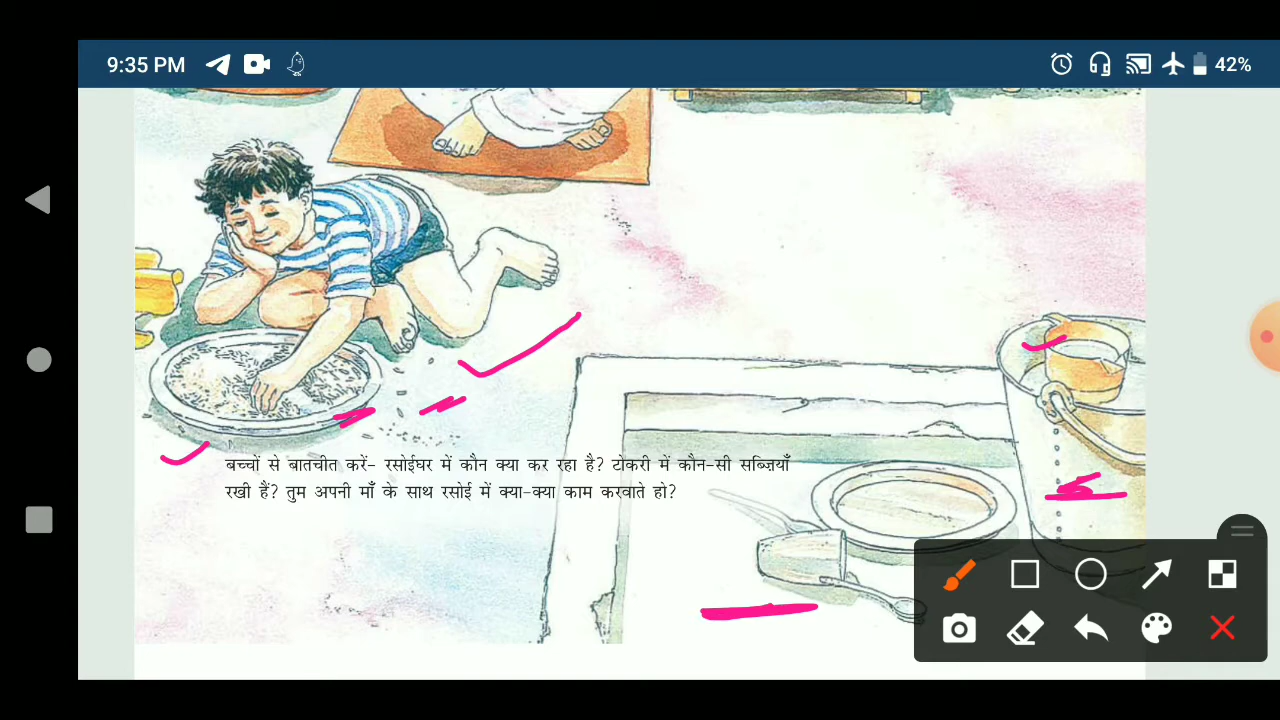 9:35 PM
42%
बच्चों से बातचीत करें- रसोईघर में कौन क्या कर रहा है? टोकरी में कौन-सी सब्ज़ियाँ
रखी हैं? तुम अपनी माँ के साथ रसोई में क्या-क्या काम करवाते हो?